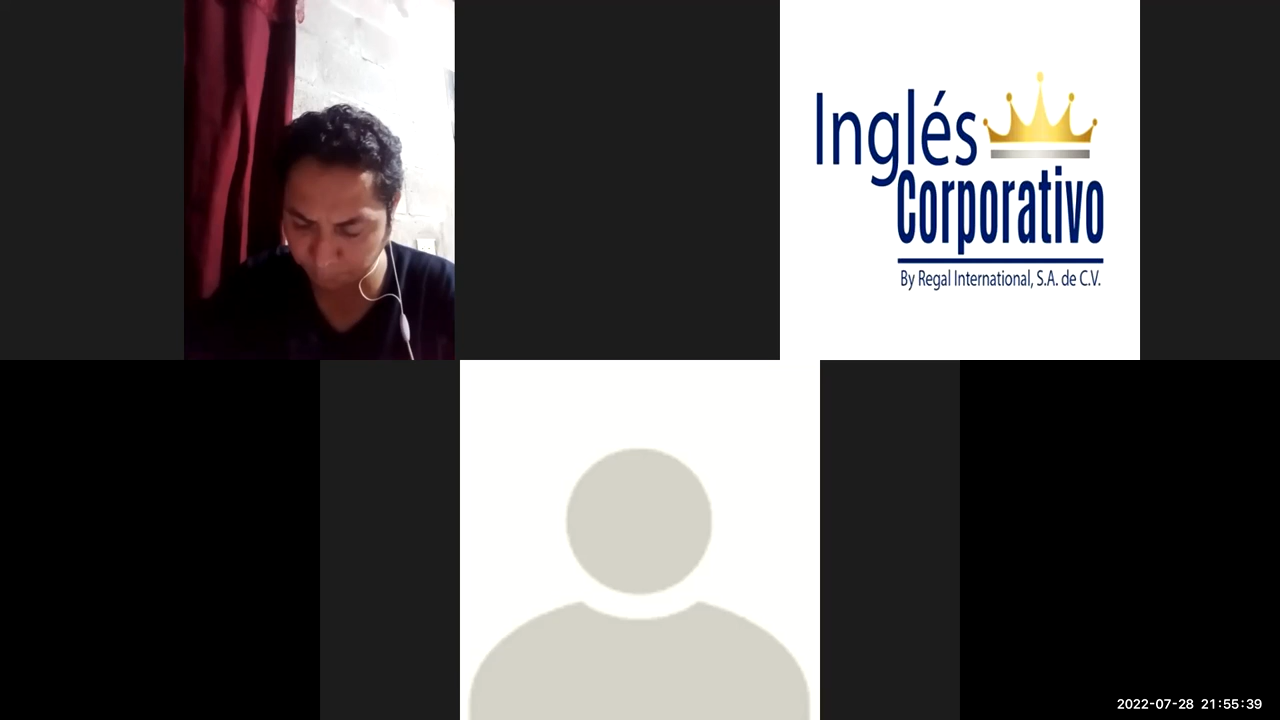 Inglés
Corporativo
By Regal International, S.A. de C.V.
2022-07-28 21:55:39